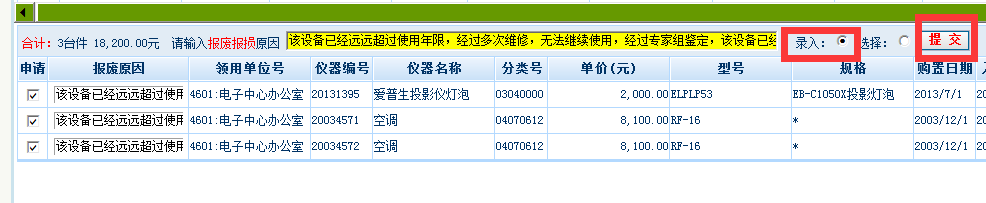 合计：3台件 18,200.00元 请输入报废报损原因 该设备已经远远超过使用年限，经过多次维修，无法继续使用，经过专家组鉴定，该设备已经 录入： 选择： 提 交
申请 报废原因 领用单位号 仪器编号 仪器名称 分类号 单价(元) 型号 规格 购置日期
该设备已经远远超过使用 4601:电子中心办公室 20131395 爱普生投影仪灯泡 03040000 2,000.00 ELPLP53 EB-C1050X投影灯泡 2013/7/1
该设备已经远远超过使用 4601:电子中心办公室 20034571 空调 04070612 8,100.00 RF-16 * 2003/12/1
该设备已经远远超过使用 4601:电子中心办公室 20034572 空调 04070612 8,100.00 RF-16 * 2003/12/1